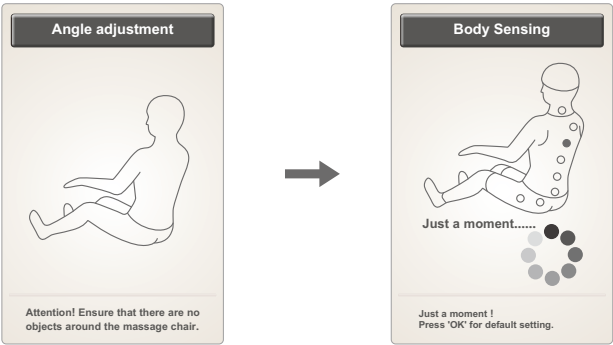 Angle adjustment
Attention! Ensure that there are no
objects around the massage chair.
Body Sensing
Just a moment......
Just a moment !
Press 'OK' for default setting.